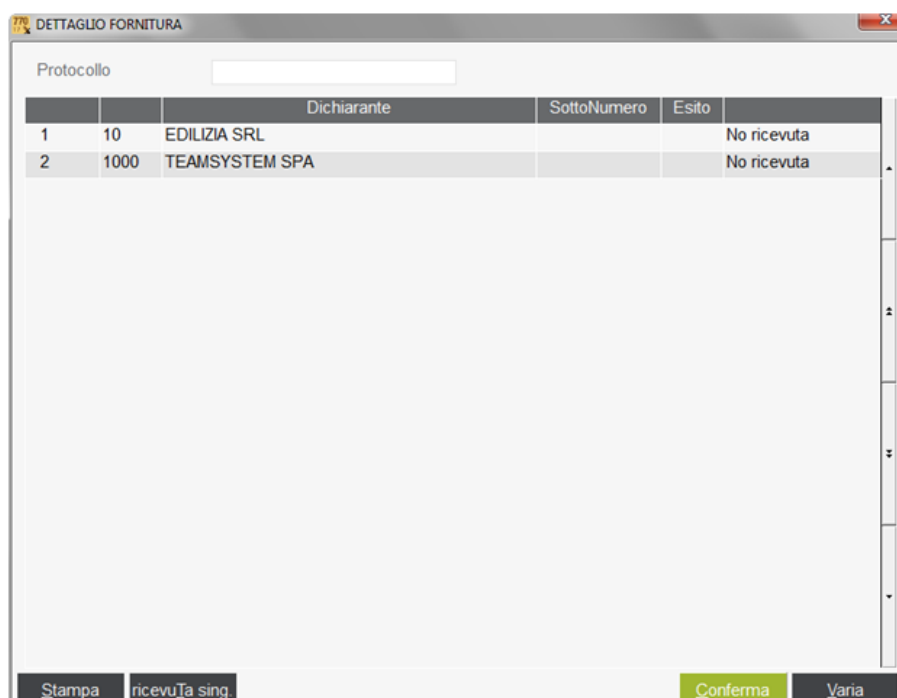 DETTAGLIO FORNITURA
Protocollo
Dichiarante SottoNumero Esito
1 10 EDILIZIA SRL No ricevuta
2 1000 TEAMSYSTEM SPA No ricevuta
Stampa ricevuTa sing. Conferma Varia